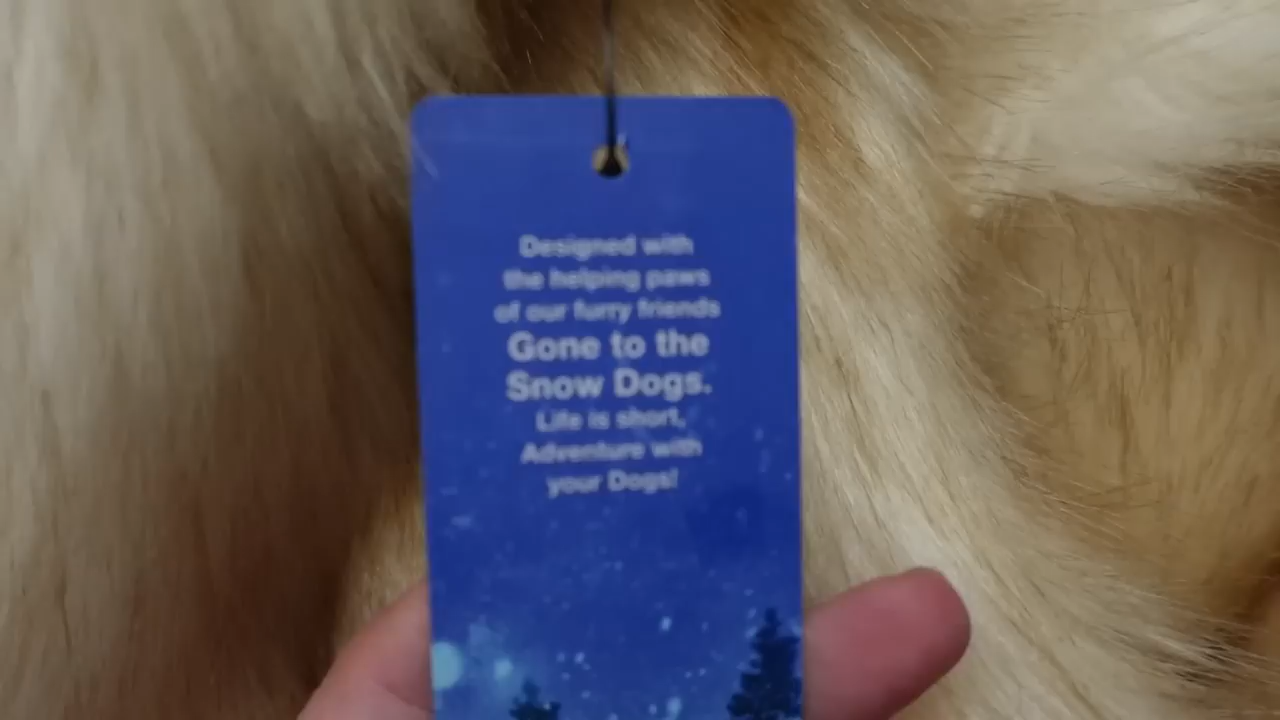 Designed with
the helping paws
of our furry friends
Gone to the
Snow Dogs.
Life is short,
Adventure with
your Dogs!